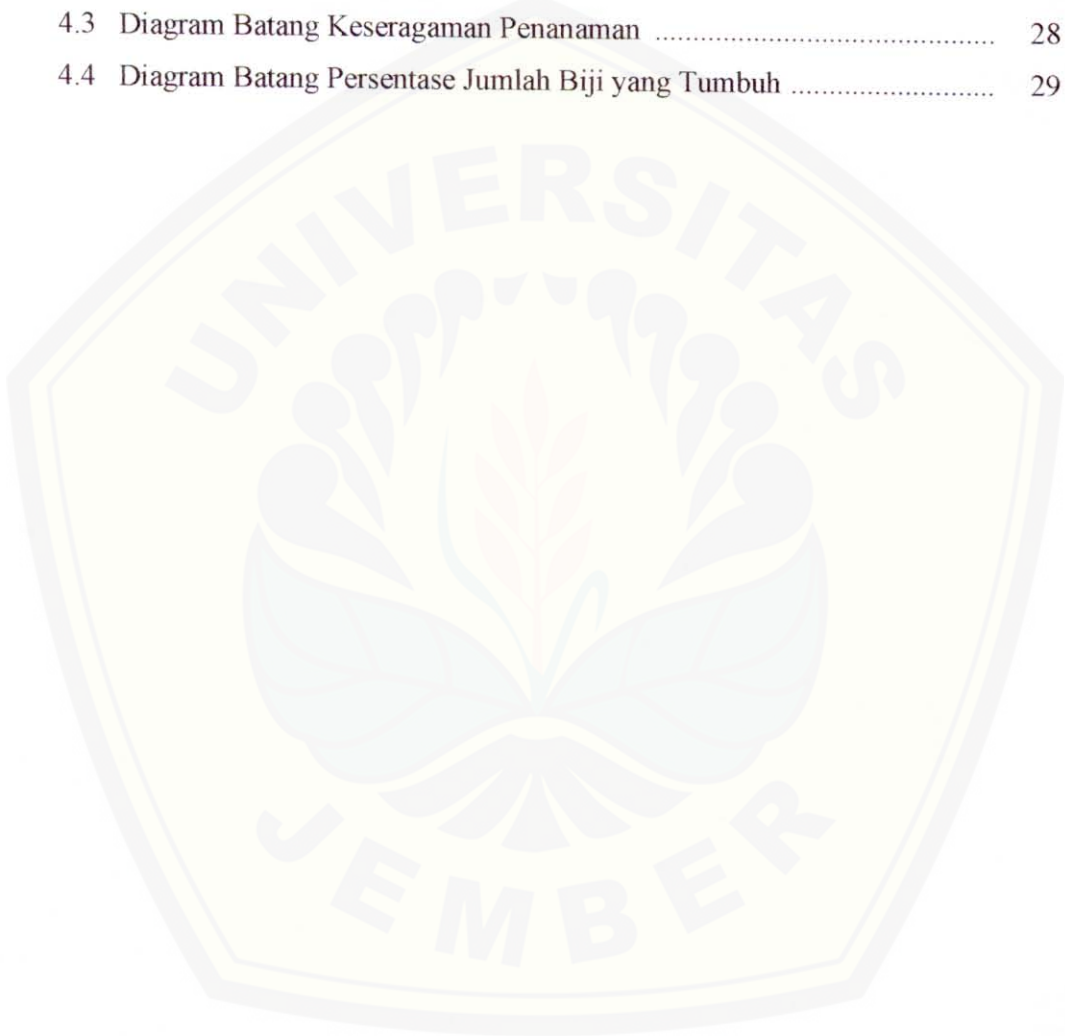 4.3 Diagram Batang Keseragaman Penanaman ............................................ 28
4.4 Diagram Batang Persentase Jumlah Biji yang Tumbuh .......................... 29
UNIVERSITAS
JEMBER